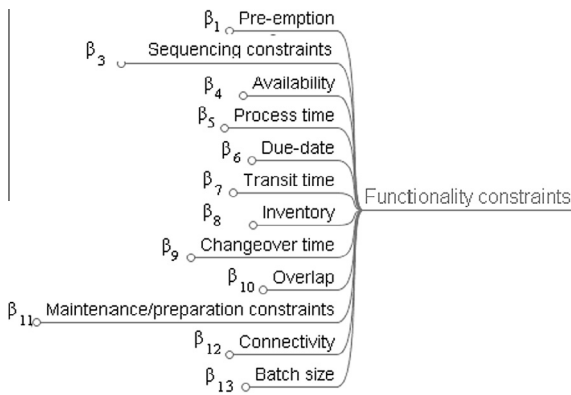 β1 Pre-emption
β3 Sequencing constraints
β4 Availability
β5 Process time
β6 Due-date
β7 Transit time
Functionality constraints
β8 Inventory
β9 Changeover time
β10 Overlap
β11 Maintenance/preparation constraints
β12 Connectivity
β13 Batch size